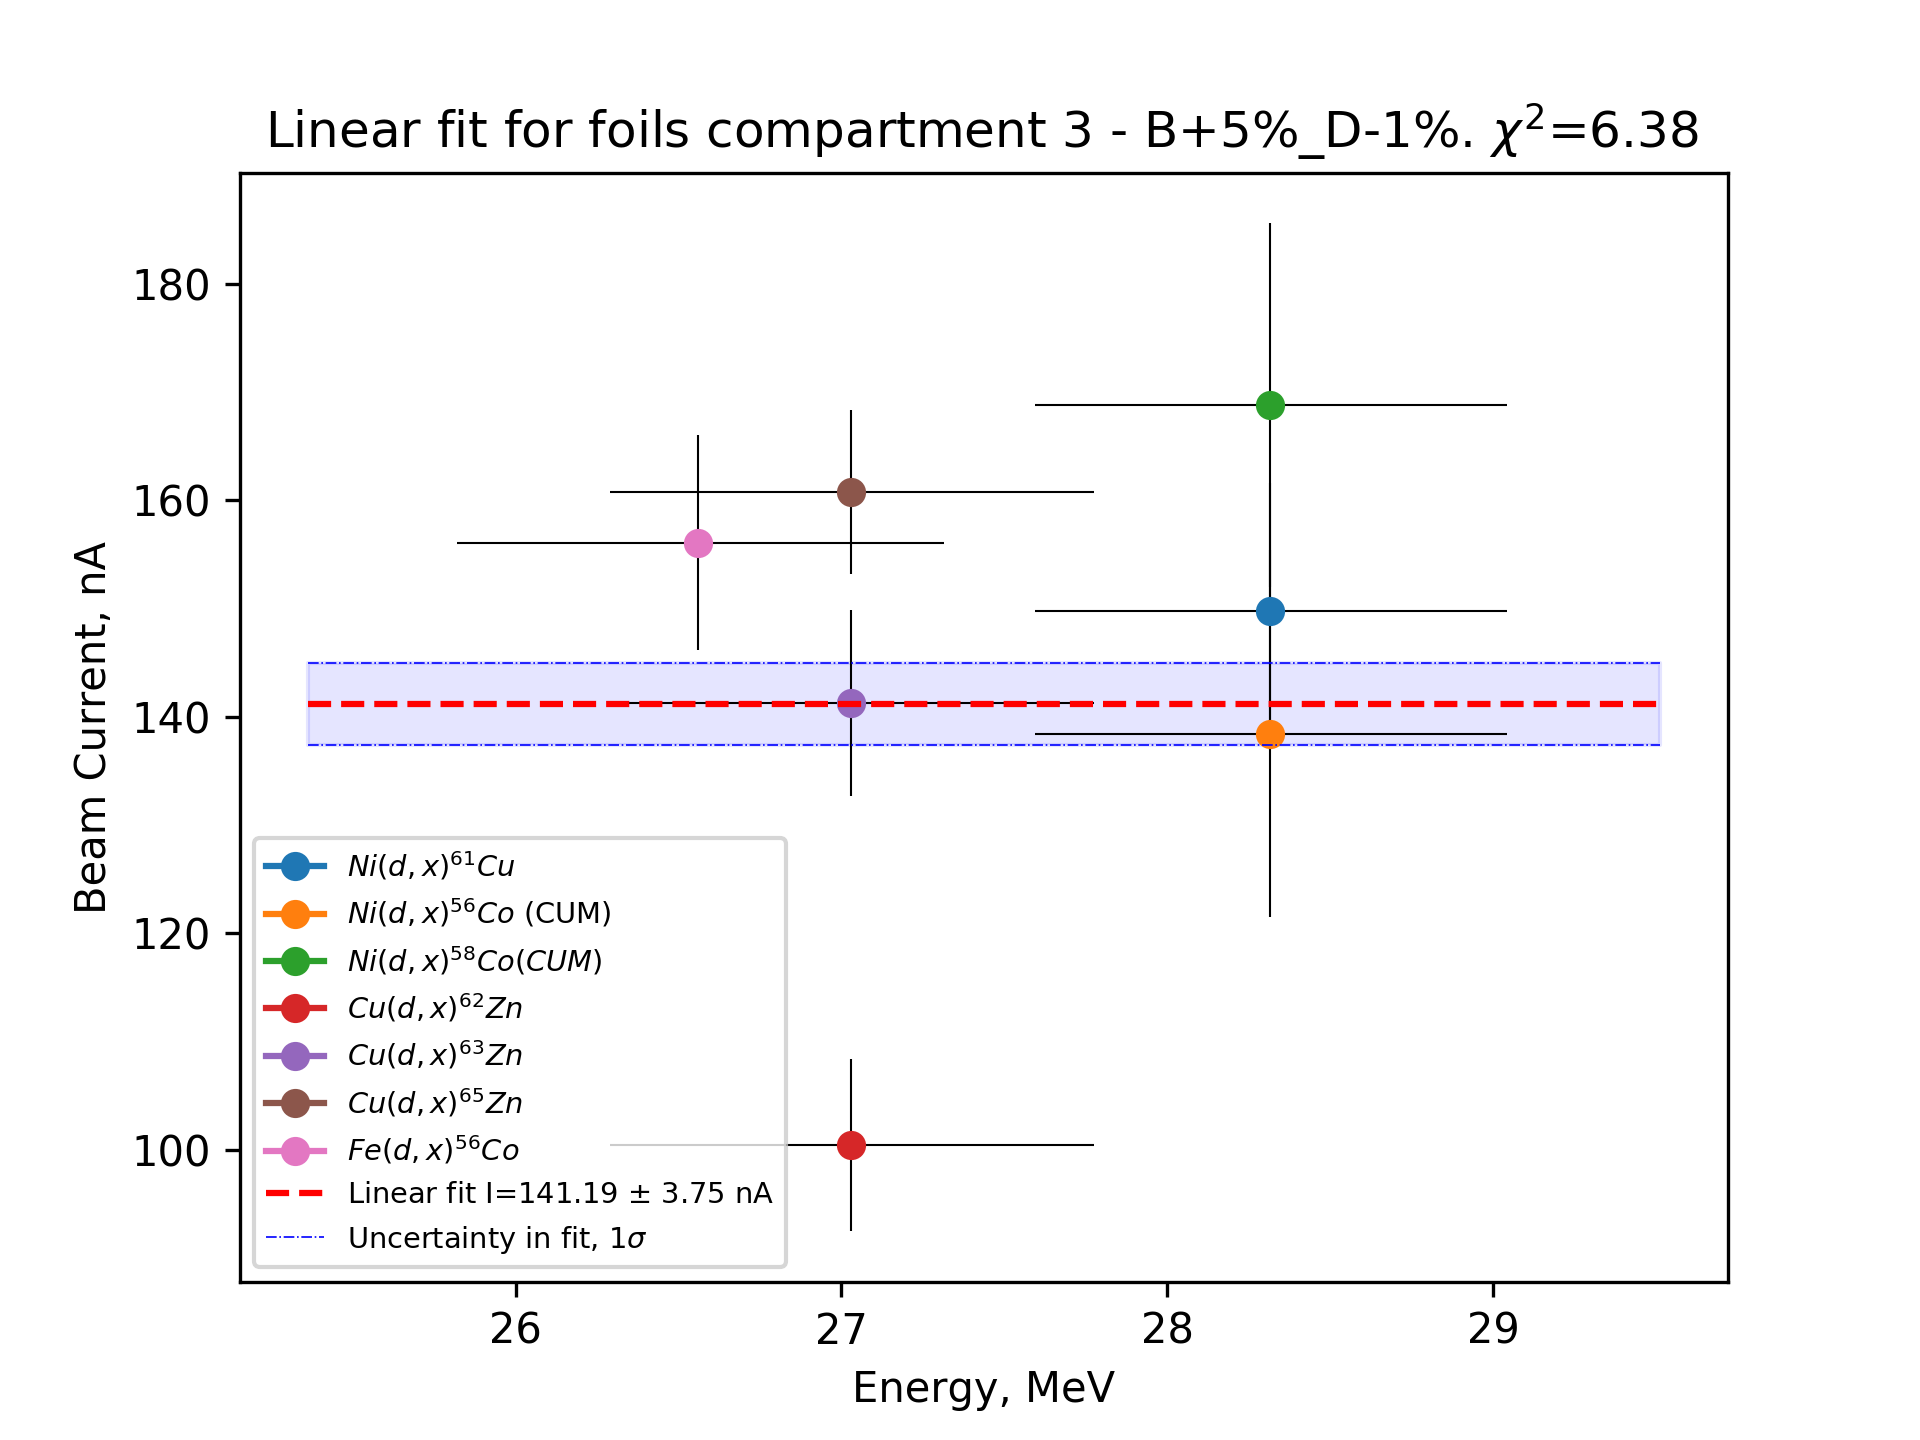 Linear fit for foils compartment 3 - B+5%_D-1%. χ²=6.38
180
160
140
120
100
Beam Current, nA
Ni(d, x)⁶¹Cu
Ni(d, x)⁵⁶Co (CUM)
Ni(d, x)⁵⁸Co(CUM)
Cu(d, x)⁶²Zn
Cu(d, x)⁶³Zn
Cu(d, x)⁶⁵Zn
Fe(d, x)⁵⁶Co
Linear fit I=141.19 ± 3.75 nA
Uncertainty in fit, 1σ
26 27 28 29
Energy, MeV